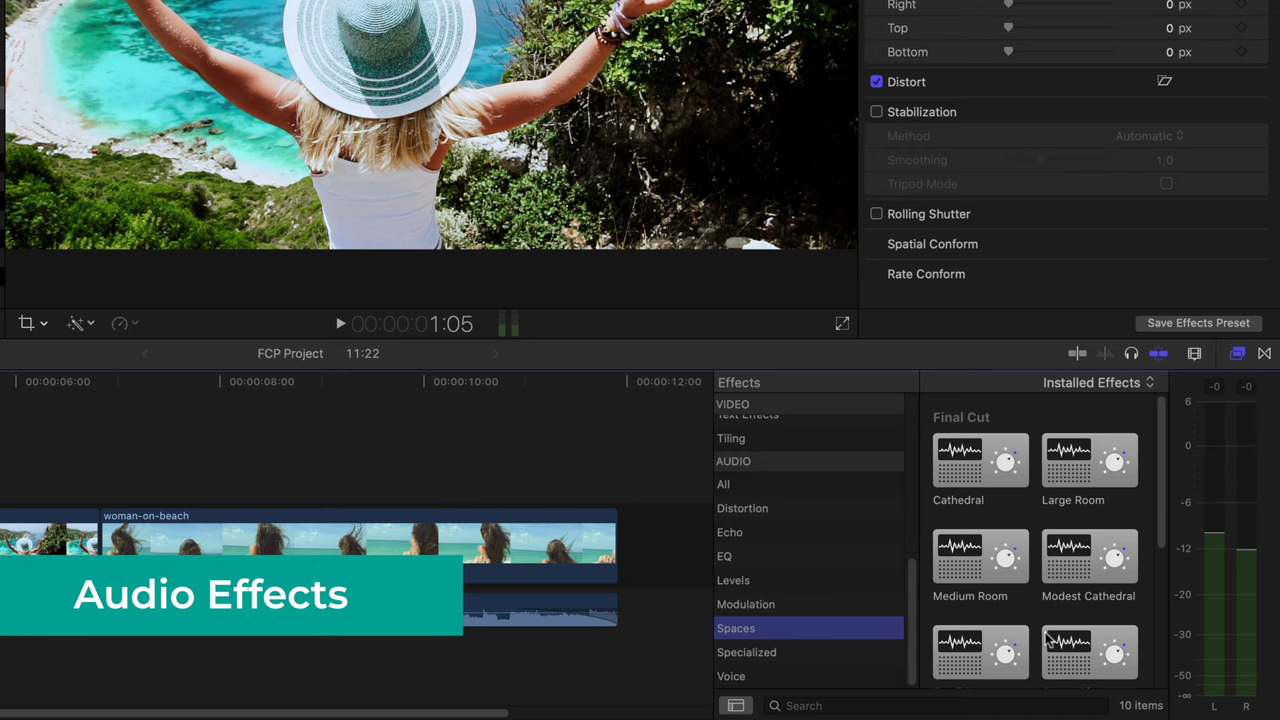 Right 0 px
Top 0 px
Bottom 0 px
Distort
Stabilization
Method Automatic
Smoothing 1,0
Tripod Mode
Rolling Shutter
Spatial Conform
Rate Conform
00:00:00:01:05
Save Effects Preset
FCP Project 11:22
00:00:06:00
00:00:08:00
00:00:10:00
00:00:12:00
woman-on-beach
Audio Effects
Effects
VIDEO
Text Effects
Tiling
AUDIO
All
Distortion
Echo
EQ
Levels
Modulation
Spaces
Specialized
Voice
Installed Effects
Final Cut
Cathedral Large Room
Medium Room Modest Cathedral
Search
10 items
-0 -0
6
0
-6
-12
-20
-30
-50
-∞
L R